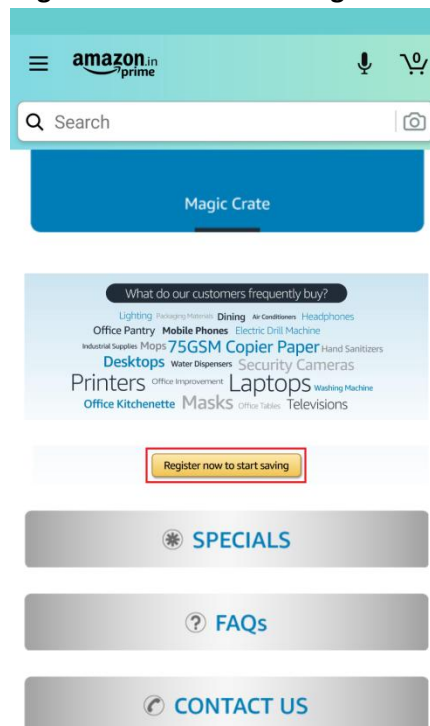 amazon.in
prime
0
Search
Magic Crate
What do our customers frequently buy?
Lighting Packaging Materials Dining Air Conditioners Headphones
Office Pantry Mobile Phones Electric Drill Machine
Industrial Supplies Mops 75GSM Copier Paper Hand Sanitizers
Desktops Water Dispensers Security Cameras
Printers Office Improvement Laptops Washing Machine
Office Kitchenette Masks Office Tables Televisions
Register now to start saving
SPECIALS
? FAQs
CONTACT US